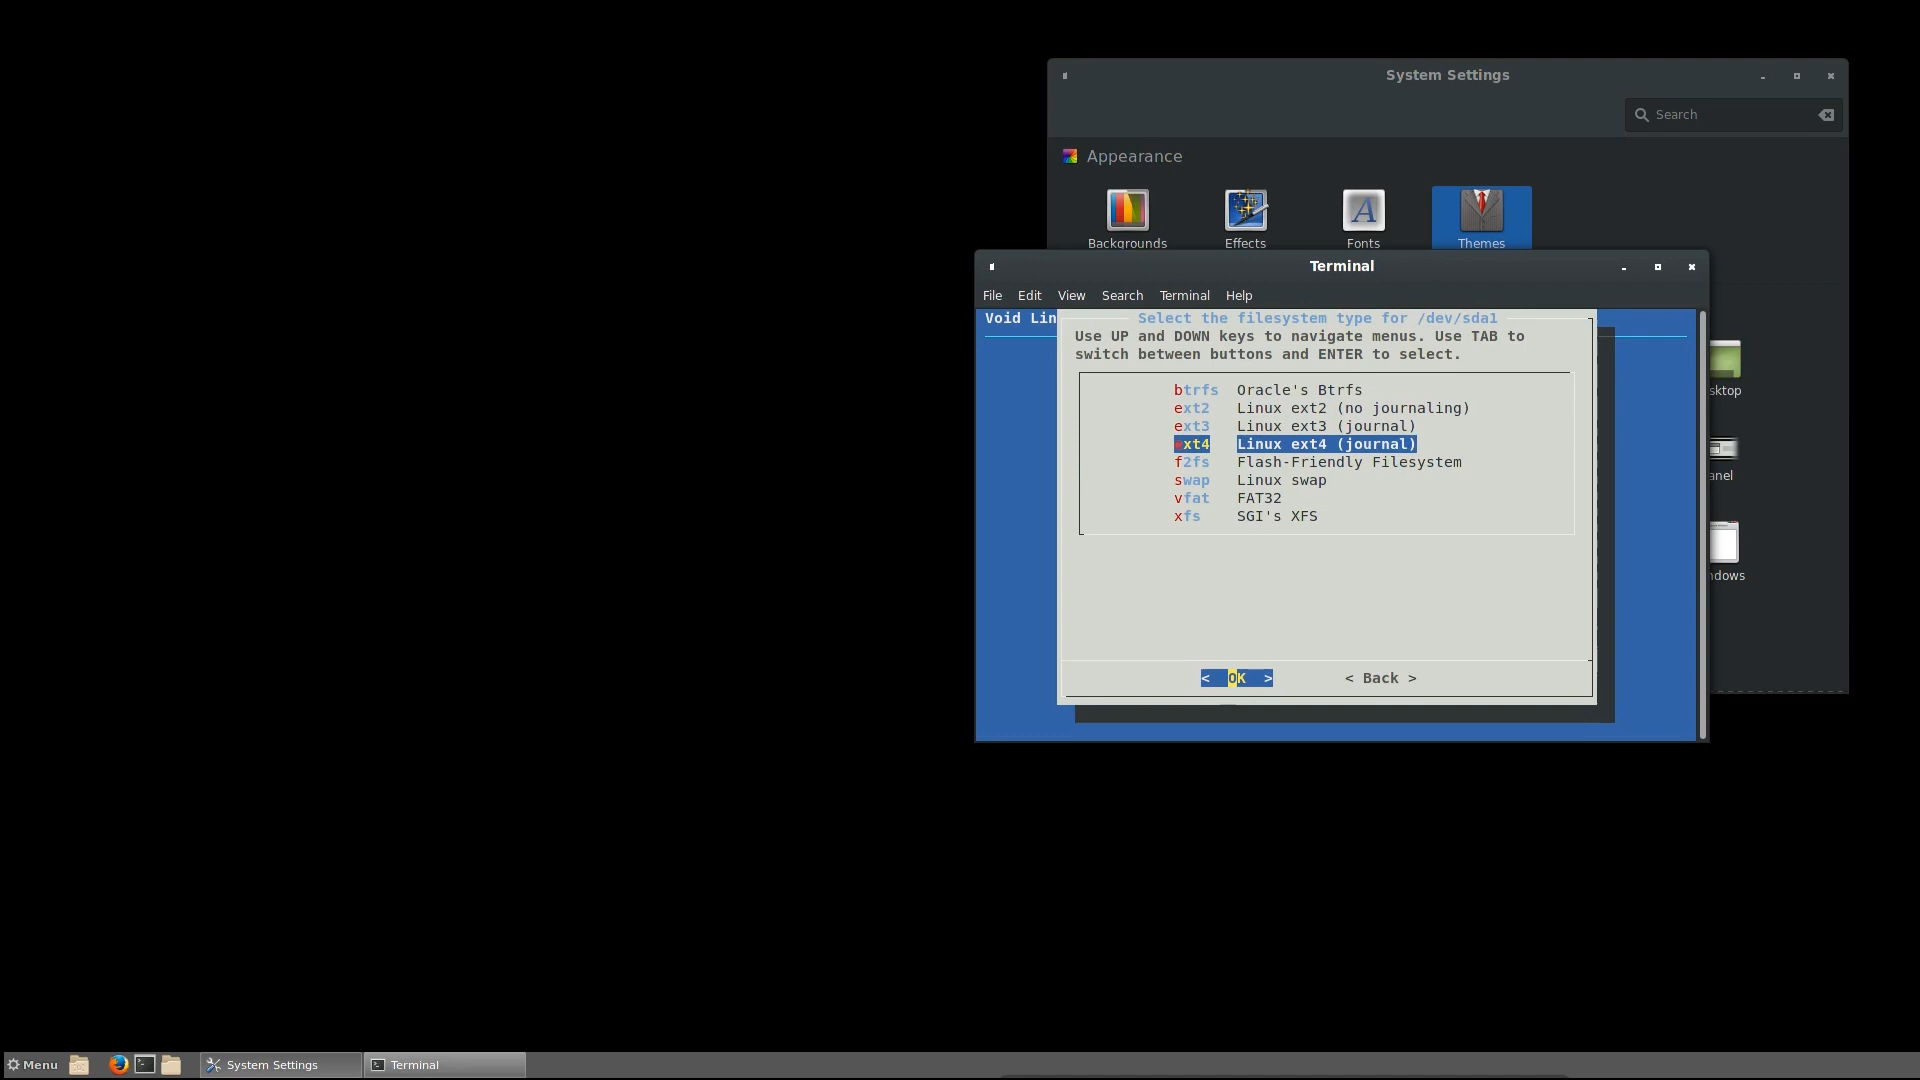 System Settings
Search
Appearance
Backgrounds
Effects
Fonts
Themes
Terminal
File
Edit
View
Search
Terminal
Help
Void Lin
Select the filesystem type for /dev/sda1
Use UP and DOWN keys to navigate menus. Use TAB to
switch between buttons and ENTER to select.
btrfs Oracle's Btrfs
ext2 Linux ext2 (no journaling)
ext3 Linux ext3 (journal)
ext4 Linux ext4 (journal)
f2fs Flash-Friendly Filesystem
swap Linux swap
vfat FAT32
xfs SGI's XFS
< OK > < Back >
sktop
anel
ndows
Menu
System Settings
Terminal